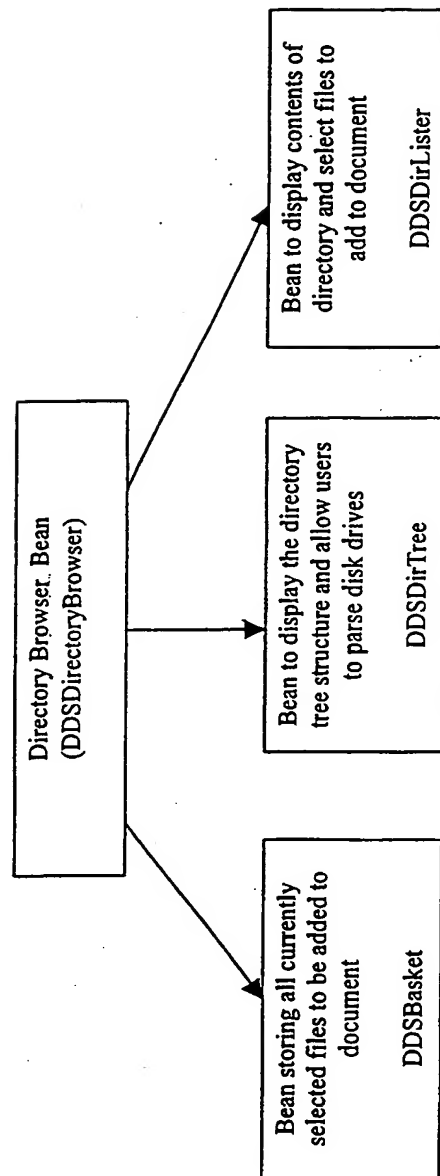 Directory Browser Bean
(DDSDirectoryBrowser)
Bean storing all currently
selected files to be added to
document
DDSBasket
Bean to display the directory
tree structure and allow users
to parse disk drives
DDSDirTree
Bean to display contents of
directory and select files to
add to document
DDSDirLister